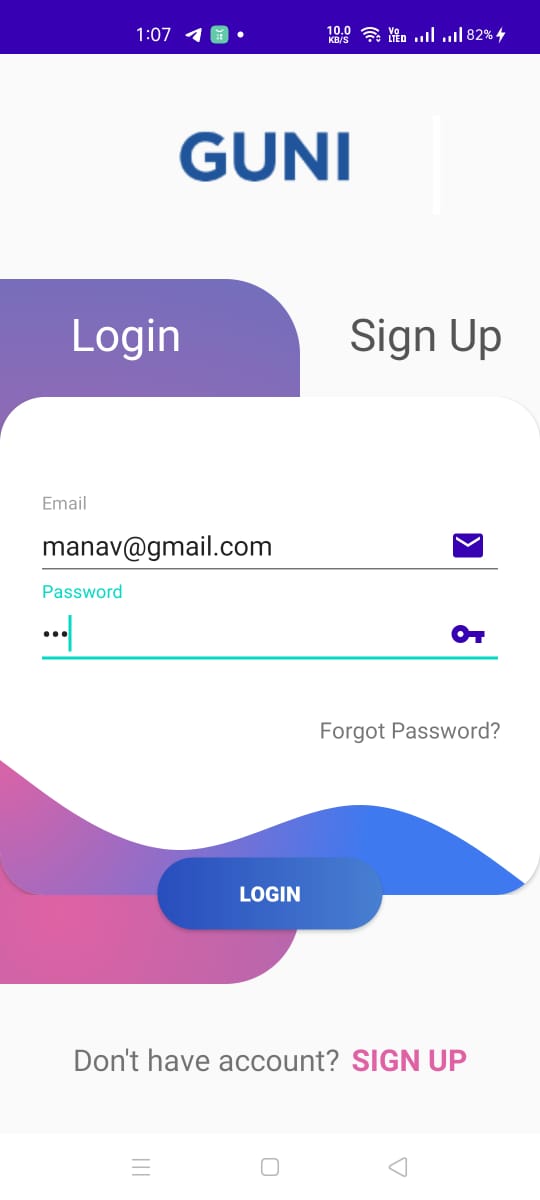 1:07 10.0 KB/S Vo LTE 82%
GUNI
Login Sign Up
Email
manav@gmail.com
Password
•••
Forgot Password?
LOGIN
Don't have account? SIGN UP